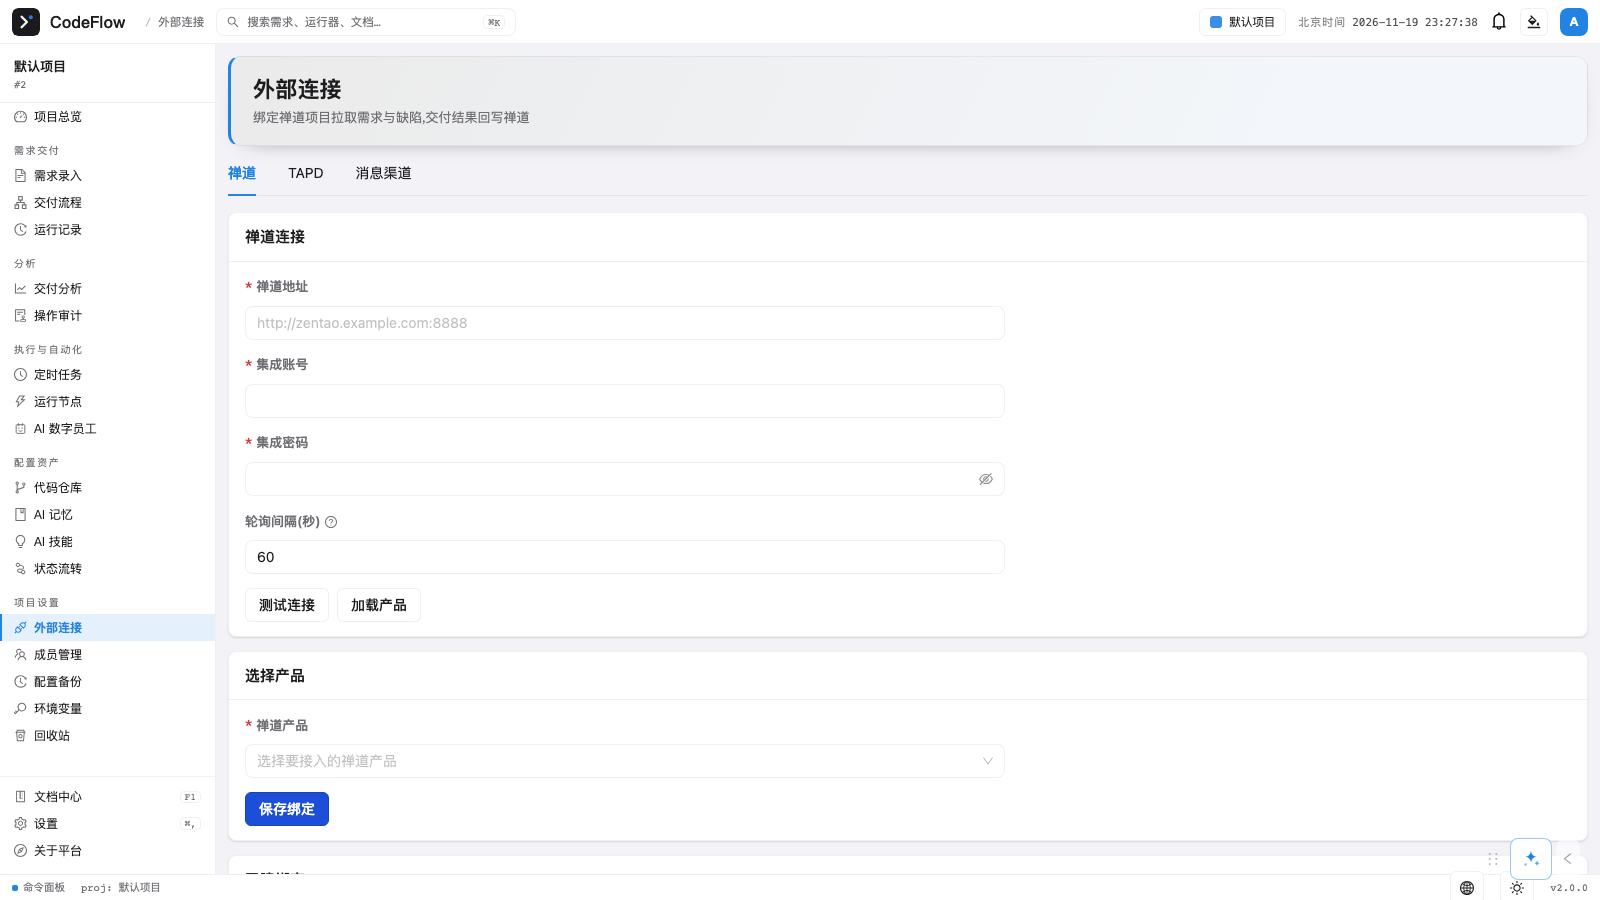 CodeFlow
/ 外部连接
搜索需求、运行器、文档...
⌘K
默认项目
北京时间 2026-11-19 23:27:38
A
默认项目
#2
项目总览
需求交付
需求录入
交付流程
运行记录
分析
交付分析
操作审计
执行与自动化
定时任务
运行节点
AI 数字员工
配置资产
代码仓库
AI 记忆
AI 技能
状态流转
项目设置
外部连接
成员管理
配置备份
环境变量
回收站
文档中心
F1
设置
⌘,
关于平台
外部连接
绑定禅道项目拉取需求与缺陷,交付结果回写禅道
禅道
TAPD
消息渠道
禅道连接
* 禅道地址
http://zentao.example.com:8888
* 集成账号
* 集成密码
轮询间隔(秒)
60
测试连接
加载产品
选择产品
* 禅道产品
选择要接入的禅道产品
保存绑定
命令面板
proj: 默认项目
v2.0.0